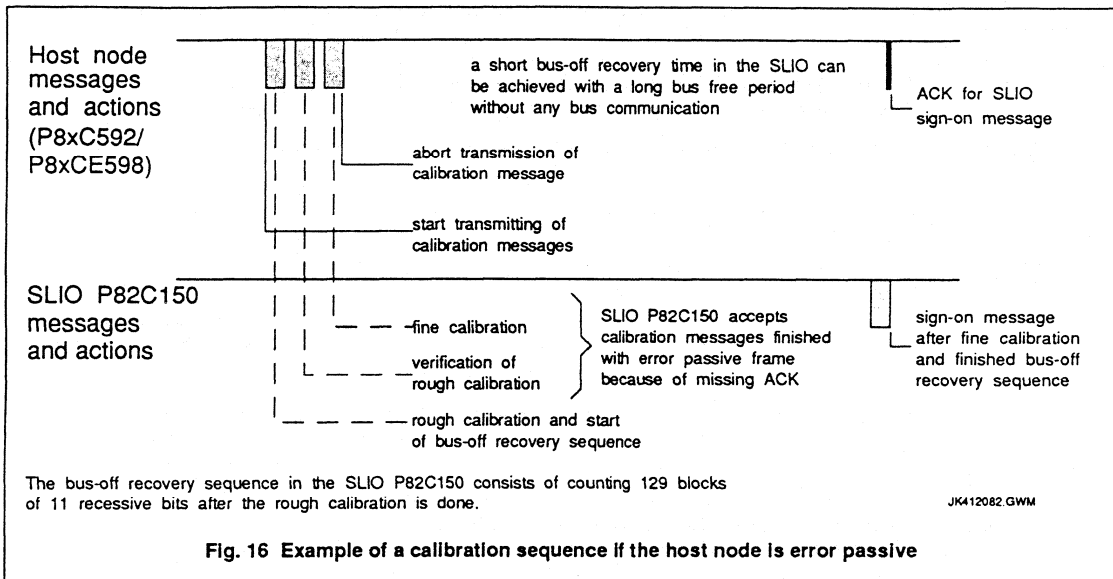 Host node
messages
and actions
(P8xC592/
P8xCE598)
a short bus-off recovery time in the SLIO can
be achieved with a long bus free period
without any bus communication
ACK for SLIO
sign-on message
abort transmission of
calibration message
start transmitting of
calibration messages
SLIO P82C150
messages
and actions
fine calibration
verification of
rough calibration
rough calibration and start
of bus-off recovery sequence
SLIO P82C150 accepts
calibration messages finished
with error passive frame
because of missing ACK
sign-on message
after fine calibration
and finished bus-off
recovery sequence
The bus-off recovery sequence in the SLIO P82C150 consists of counting 129 blocks
of 11 recessive bits after the rough calibration is done.
JK412082.GWM
Fig. 16 Example of a calibration sequence if the host node is error passive